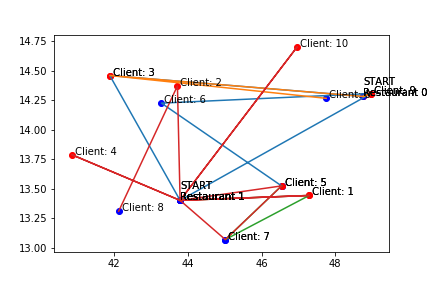 14.75
14.50
14.25
14.00
13.75
13.50
13.25
13.00
42
44
46
48
Client: 10
Client: 3
Client: 2
START
Client: 9
Restaurant 0
Client:
Client: 6
Client: 4
START
Restaurant 1
Client: 5
Client: 1
Client: 8
Client: 7